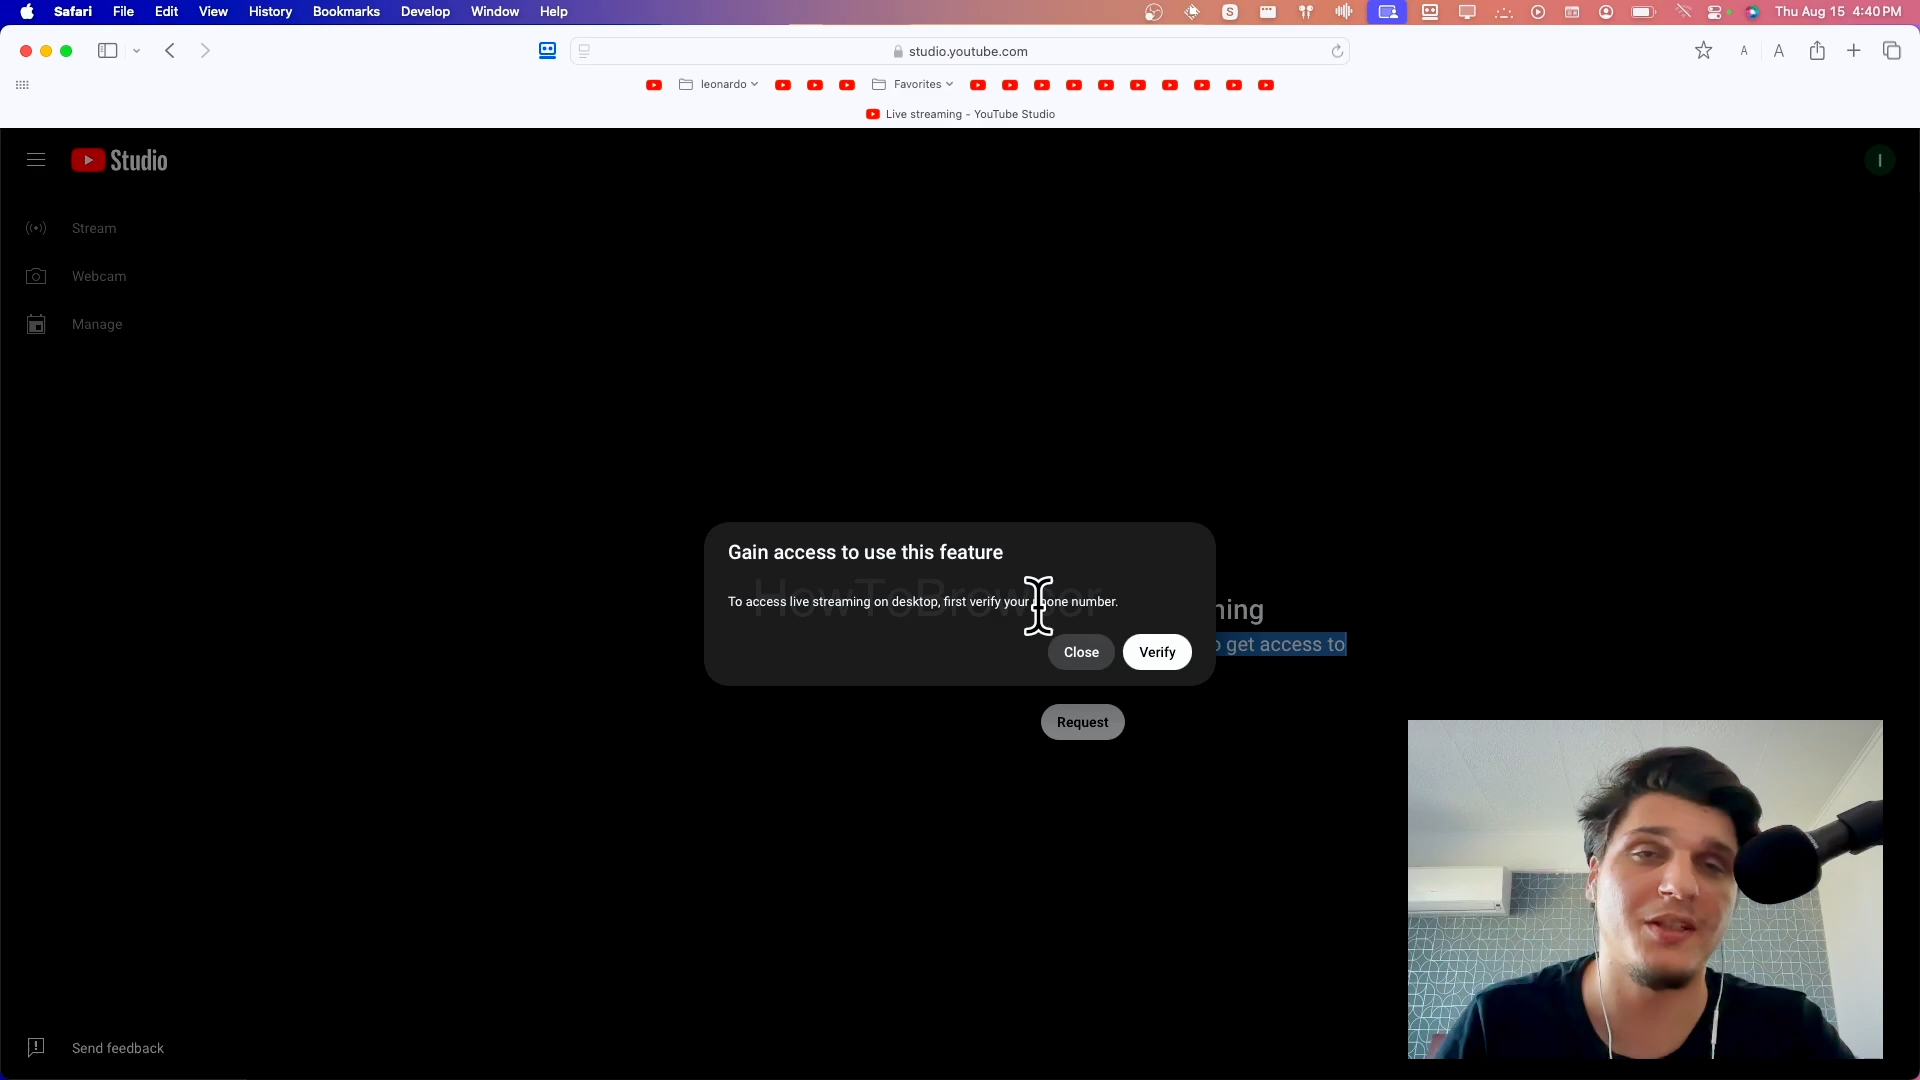 Safari File Edit View History Bookmarks Develop Window Help
S
Thu Aug 15 4:40 PM
studio.youtube.com
A A
leonardo
Favorites
Live streaming - YouTube Studio
Studio
I
Stream
Webcam
Manage
Gain access to use this feature
HowToBrowser
To access live streaming on desktop, first verify your phone number.
Close
Verify
get access to
Request
Send feedback